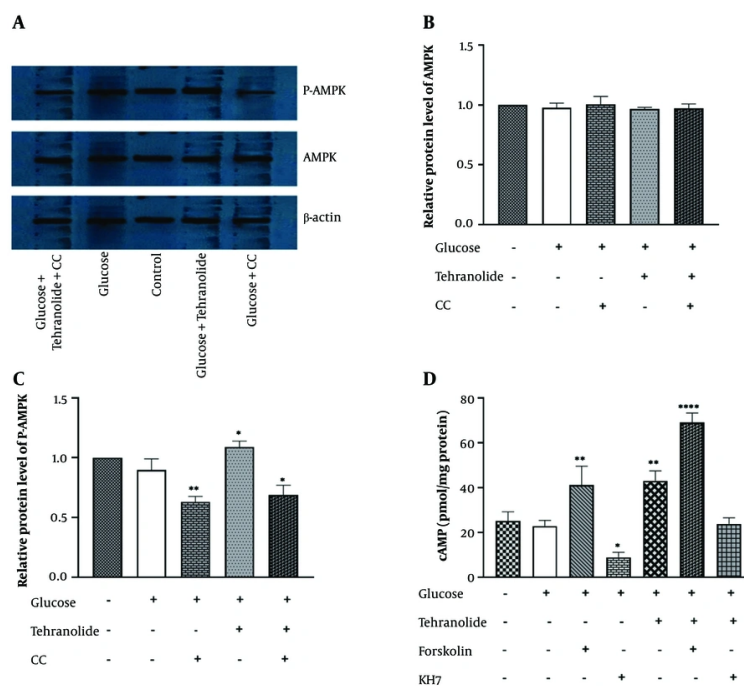 A
P-AMPK
AMPK
β-actin
Glucose +
Tehranolide + CC
Glucose
Control
Glucose + Tehranolide
Glucose + CC
B
Relative protein level of AMPK
1.5
1.0
0.5
0.0
Glucose - + + + +
Tehranolide - - - + +
CC - - + - +
C
Relative protein level of P-AMPK
1.5
1.0
0.5
0.0
** * *
Glucose - + + + +
Tehranolide - - - + +
CC - - + - +
D
cAMP (pmol/mg protein)
80
60
40
20
0
** * ** ****
Glucose - + + + + + +
Tehranolide - - - - + + +
Forskolin - - + - - + -
KH7 - - - + - - +